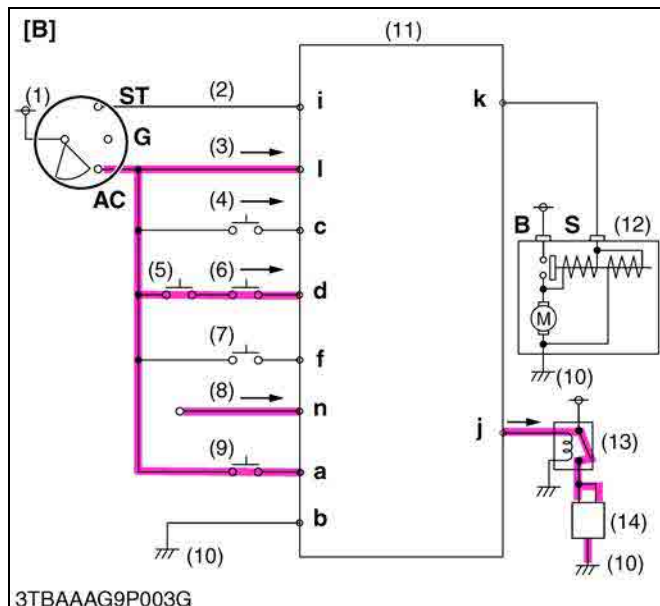 [B]
(11)
(1)
ST
(2)
i
k
G
(3)
l
AC
(4)
c
B
S
(12)
(5)
(6)
d
M
(7)
f
(10)
(8)
n
j
(13)
(9)
a
b
(14)
(10)
(10)
3TBAAAG9P003G